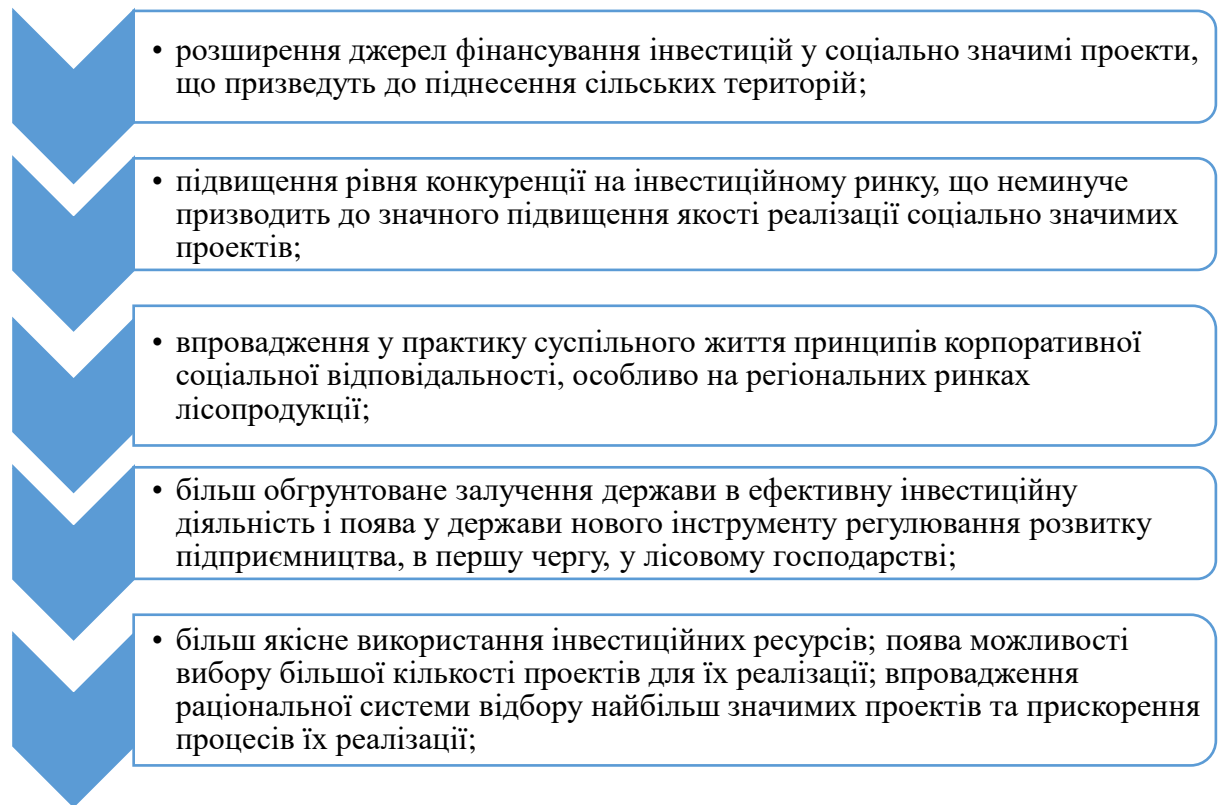 • розширення джерел фінансування інвестицій у соціально значимі проекти,
що призведуть до піднесення сільських територій;
• підвищення рівня конкуренції на інвестиційному ринку, що неминуче
призводить до значного підвищення якості реалізації соціально значимих
проектів;
• впровадження у практику суспільного життя принципів корпоративної
соціальної відповідальності, особливо на регіональних ринках
лісопродукції;
• більш обгрунтоване залучення держави в ефективну інвестиційну
діяльність і поява у держави нового інструменту регулювання розвитку
підприємництва, в першу чергу, у лісовому господарстві;
• більш якісне використання інвестиційних ресурсів; поява можливості
вибору більшої кількості проектів для їх реалізації; впровадження
раціональної системи відбору найбільш значимих проектів та прискорення
процесів їх реалізації;